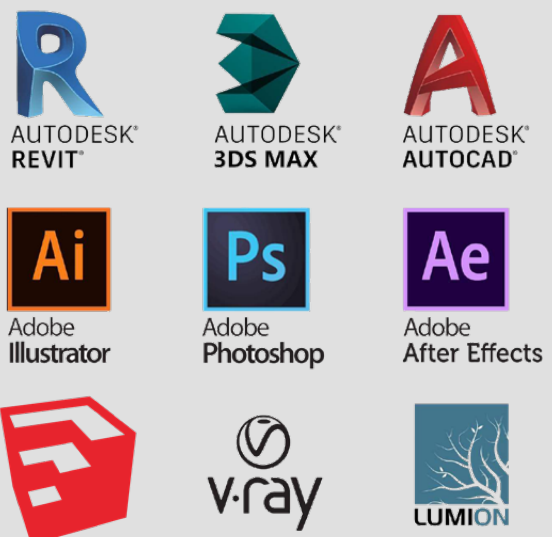 AUTODESK®
REVIT®
AUTODESK®
3DS MAX
AUTODESK®
AUTOCAD®
Ai
Adobe
Illustrator
Ps
Adobe
Photoshop
Ae
Adobe
After Effects
v·ray
LUMION